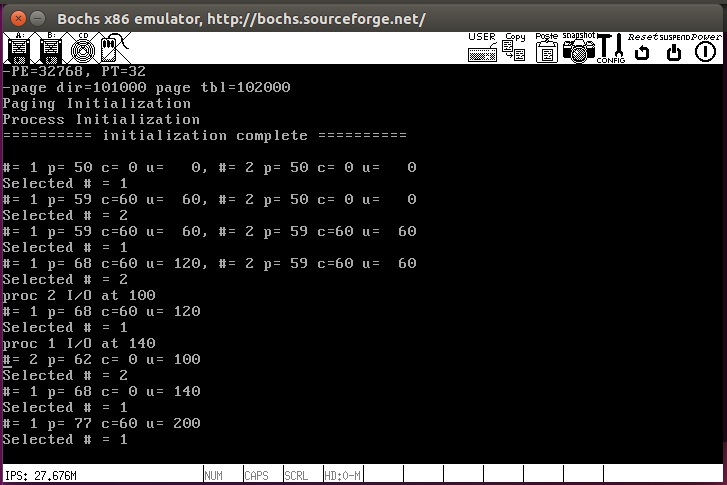 Bochs x86 emulator, http://bochs.sourceforge.net/
A: B: CD USER Copy Paste snapshot CONFIG Reset SUSPEND Power
-PE=32768, PT=32
-page dir=101000 page tbl=102000
Paging Initialization
Process Initialization
========== initialization complete ==========
#= 1 p= 50 c= 0 u=   0, #= 2 p= 50 c= 0 u=   0
Selected # = 1
#= 1 p= 59 c=60 u=  60, #= 2 p= 50 c= 0 u=   0
Selected # = 2
#= 1 p= 59 c=60 u=  60, #= 2 p= 59 c=60 u=  60
Selected # = 1
#= 1 p= 68 c=60 u= 120, #= 2 p= 59 c=60 u=  60
Selected # = 2
proc 2 I/O at 100
#= 1 p= 68 c=60 u= 120
Selected # = 1
proc 1 I/O at 140
#= 2 p= 62 c= 0 u= 100
Selected # = 2
#= 1 p= 68 c= 0 u= 140
Selected # = 1
#= 1 p= 77 c=60 u= 200
Selected # = 1
IPS: 27.676M NUM CAPS SCRL HD:0-M